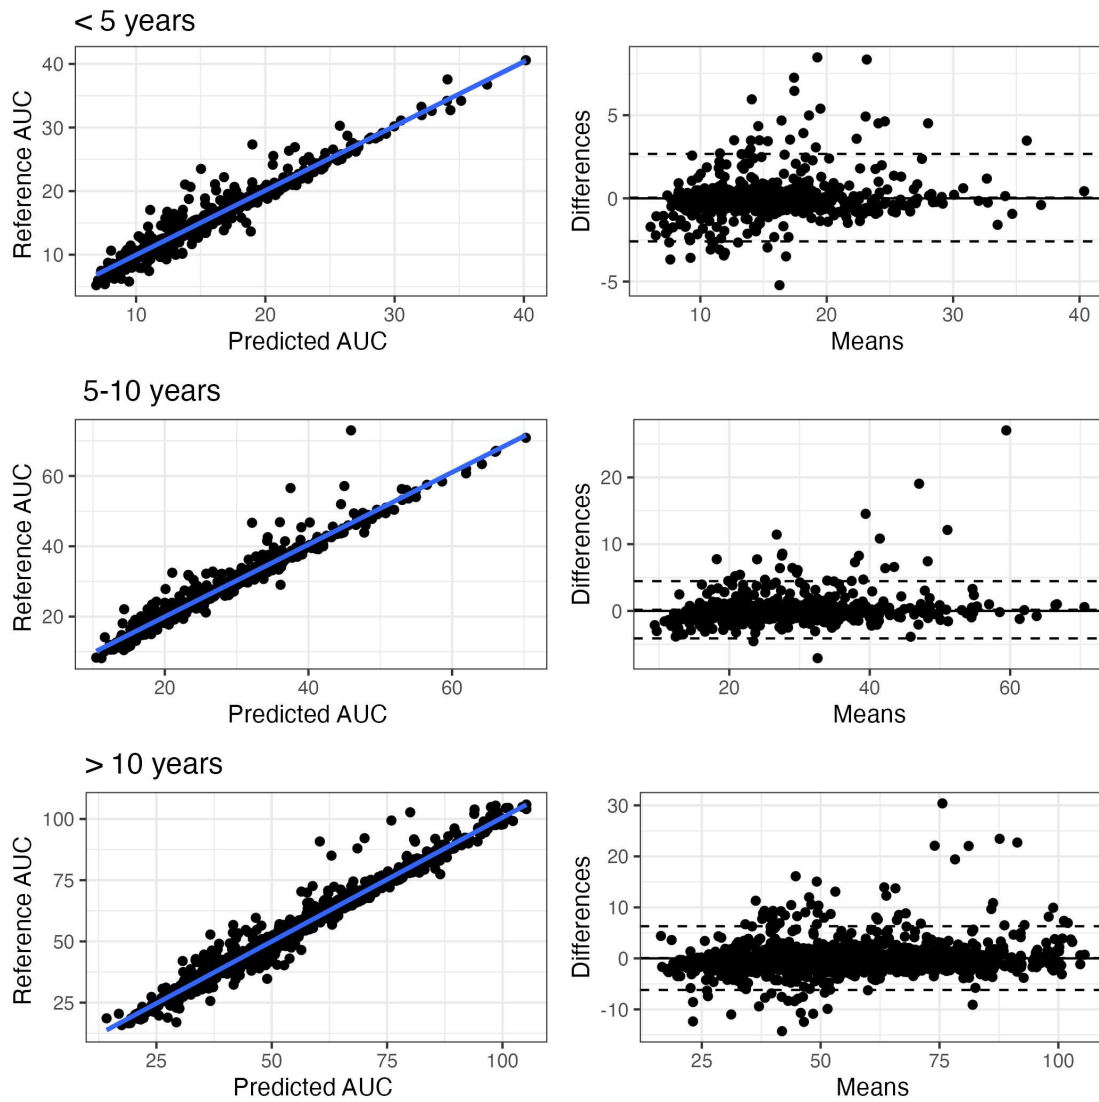 < 5 years
Reference AUC
40
30
20
10
10 20 30 40
Predicted AUC
Differences
5
0
-5
10 20 30 40
Means
5-10 years
Reference AUC
60
40
20
20 40 60
Predicted AUC
Differences
20
10
0
20 40 60
Means
> 10 years
Reference AUC
100
75
50
25
25 50 75 100
Predicted AUC
Differences
30
20
10
0
-10
25 50 75 100
Means